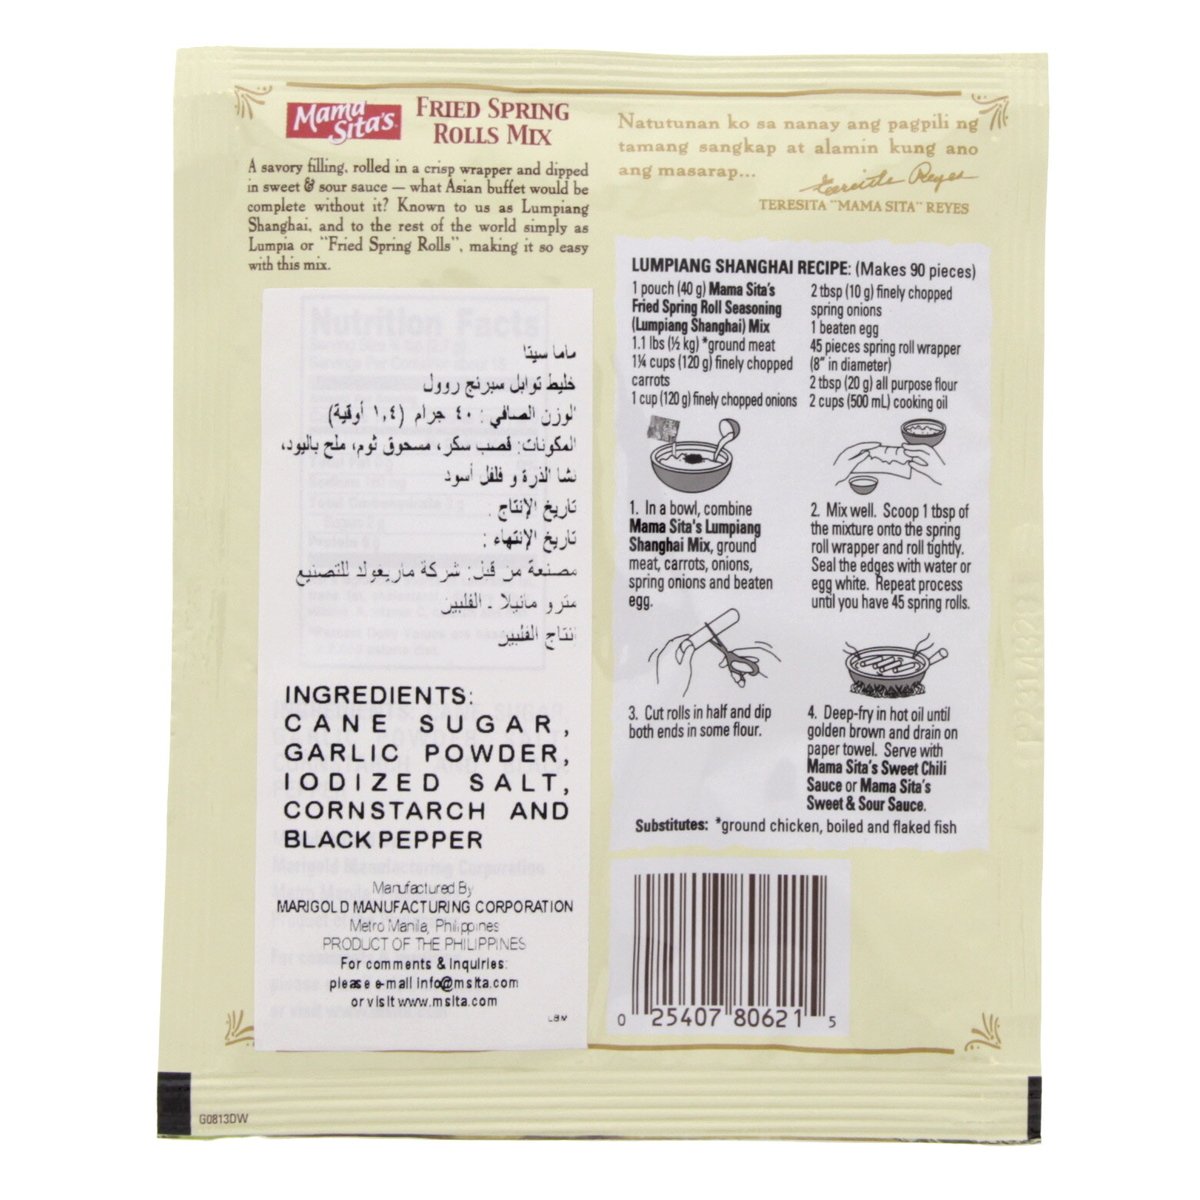 Mama Sita's
FRIED SPRING
ROLLS MIX
A savory filling, rolled in a crisp wrapper and dipped
in sweet & sour sauce — what Asian buffet would be
complete without it? Known to us as Lumpiang
Shanghai, and to the rest of the world simply as
Lumpia or "Fried Spring Rolls", making it so easy
with this mix.
Natutunan ko sa nanay ang pagpili ng
tamang sangkap at alamin kung ano
ang masarap...
Teresita Reyes
TERESITA "MAMA SITA" REYES
Nutrition Facts
ماما سيتا
خليط توابل سبرنج روول
لوزن الصافي : ٤٠ جرام (١,٤ أوقية)
المكونات: قصب سكر، مسحوق ثوم، ملح باليود،
نشا الذرة و فلفل أسود
تاريخ الإنتاج :
تاريخ الإنتهاء :
مصنعة من قبل: شركة ماريغولد للتصنيع
مترو مانيلا - الفلبين
إنتاج الفلبين
INGREDIENTS:
CANE SUGAR,
GARLIC POWDER,
IODIZED SALT,
CORNSTARCH AND
BLACK PEPPER
Manufactured By
MARIGOLD MANUFACTURING CORPORATION
Metro Manila, Philippines
PRODUCT OF THE PHILIPPINES
For comments & Inquiries:
please e-mail info@msita.com
or visit www.msita.com
LBM
LUMPIANG SHANGHAI RECIPE: (Makes 90 pieces)
1 pouch (40 g) Mama Sita's
Fried Spring Roll Seasoning
(Lumpiang Shanghai) Mix
1.1 lbs (½ kg) *ground meat
1¼ cups (120 g) finely chopped
carrots
1 cup (120 g) finely chopped onions
2 tbsp (10 g) finely chopped
spring onions
1 beaten egg
45 pieces spring roll wrapper
(8" in diameter)
2 tbsp (20 g) all purpose flour
2 cups (500 mL) cooking oil
1. In a bowl, combine
Mama Sita's Lumpiang
Shanghai Mix, ground
meat, carrots, onions,
spring onions and beaten
egg.
2. Mix well. Scoop 1 tbsp of
the mixture onto the spring
roll wrapper and roll tightly.
Seal the edges with water or
egg white. Repeat process
until you have 45 spring rolls.
3. Cut rolls in half and dip
both ends in some flour.
4. Deep-fry in hot oil until
golden brown and drain on
paper towel. Serve with
Mama Sita's Sweet Chili
Sauce or Mama Sita's
Sweet & Sour Sauce.
Substitutes: *ground chicken, boiled and flaked fish
0 25407 80621 5
G0813DW